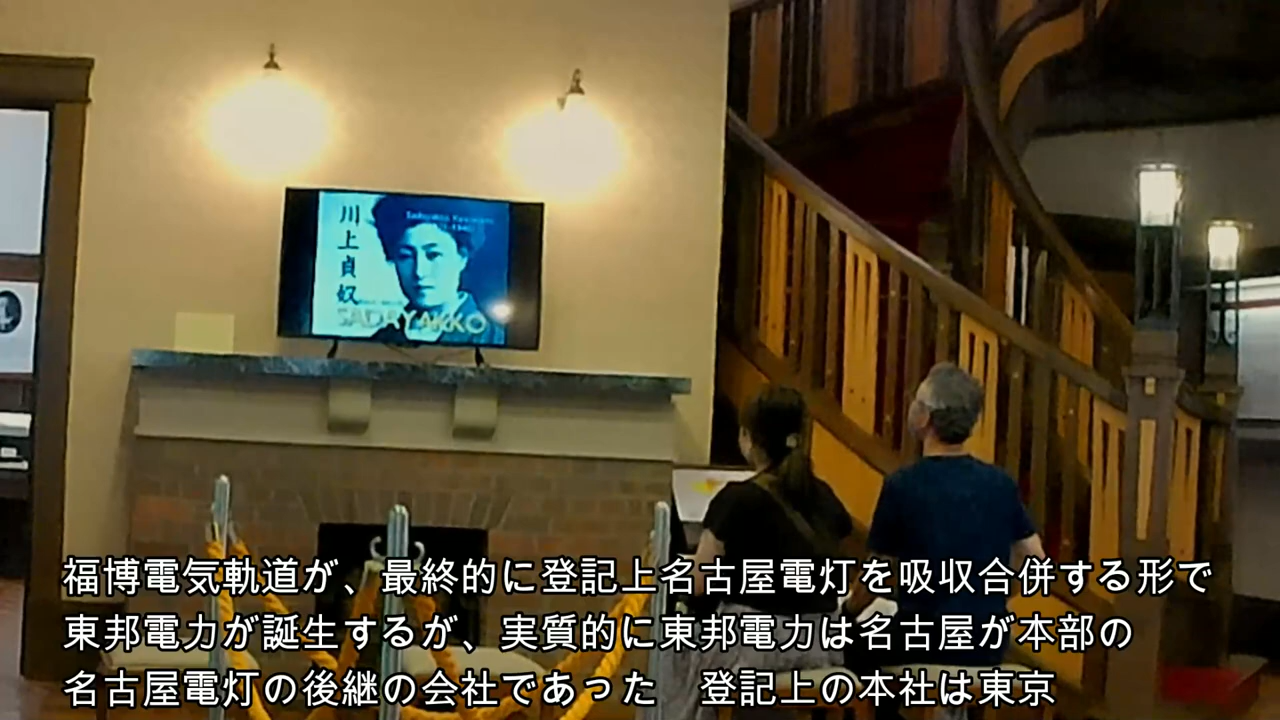 川上貞奴
SADAYAKKO
福博電気軌道が、最終的に登記上名古屋電灯を吸収合併する形で
東邦電力が誕生するが、実質的に東邦電力は名古屋が本部の
名古屋電灯の後継の会社であった　登記上の本社は東京